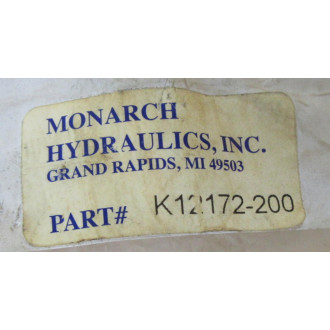 MONARCH
HYDRAULICS, INC.
GRAND RAPIDS, MI 49503
PART# K12172-200